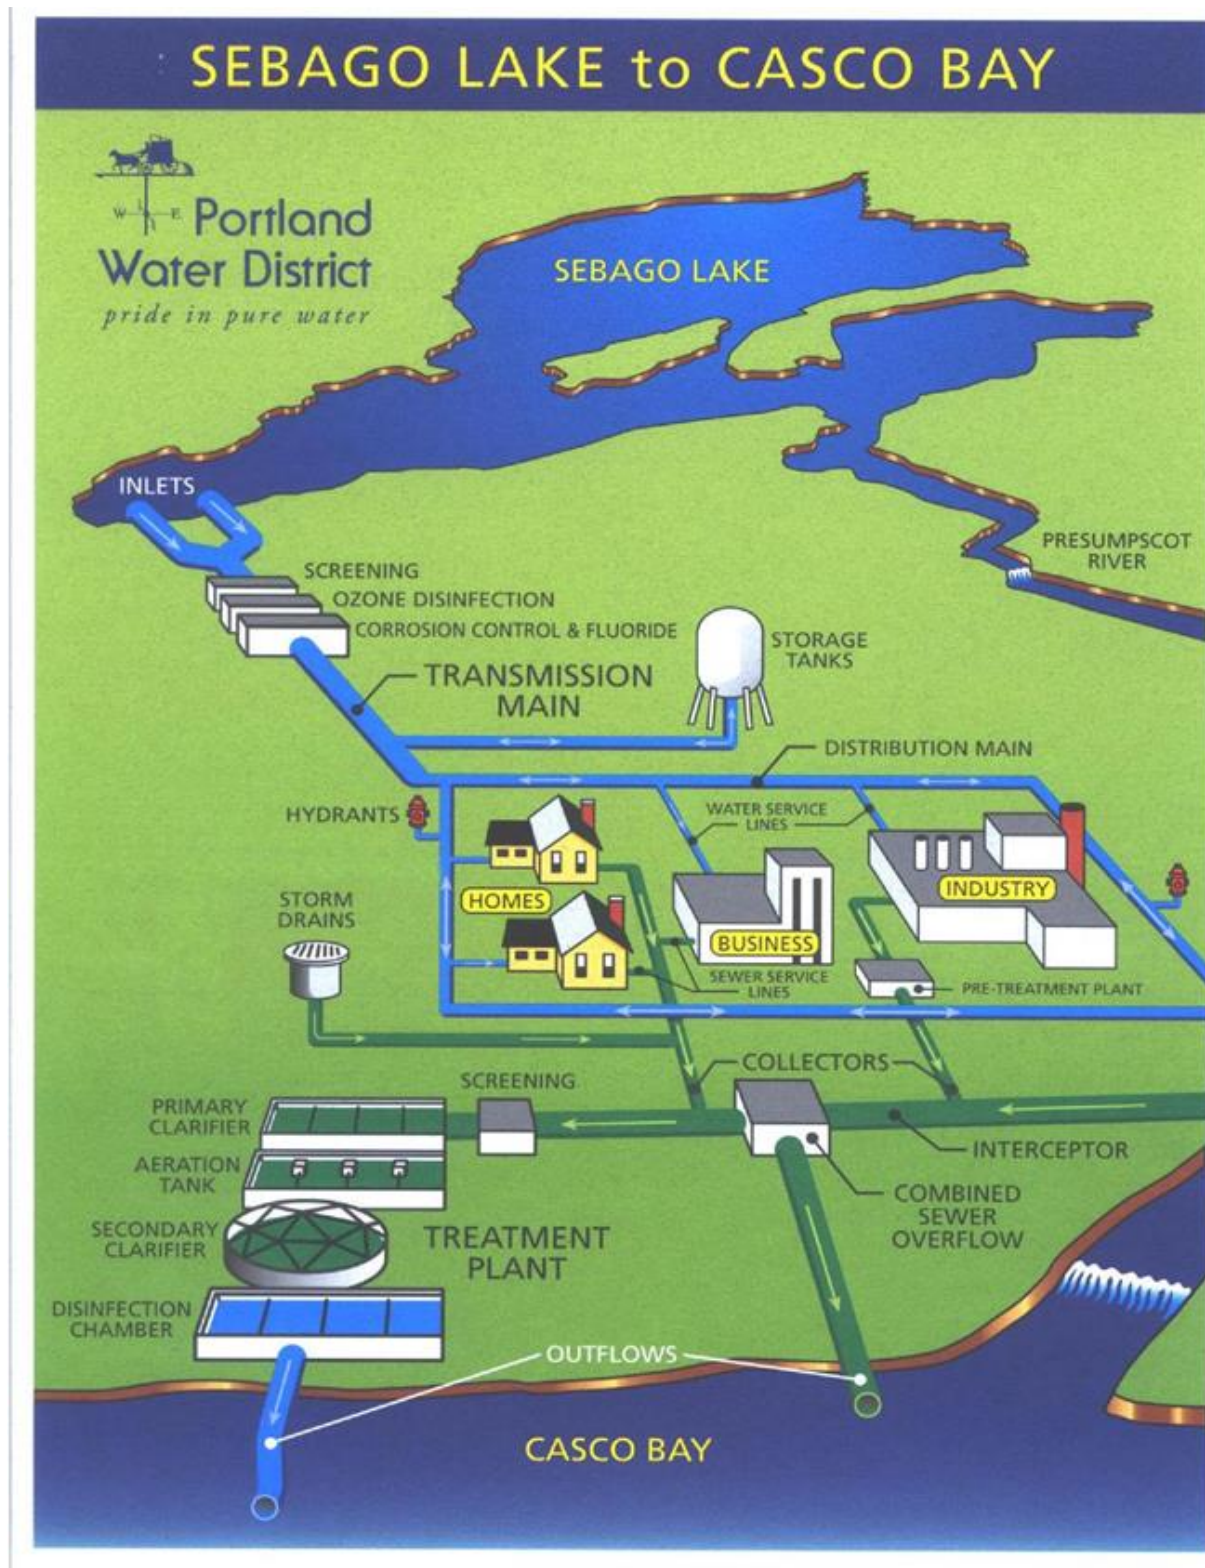 SEBAGO LAKE to CASCO BAY
W E
Portland
Water District
pride in pure water
SEBAGO LAKE
INLETS
PRESUMPSCOT
RIVER
SCREENING
OZONE DISINFECTION
CORROSION CONTROL & FLUORIDE
STORAGE
TANKS
TRANSMISSION
MAIN
DISTRIBUTION MAIN
HYDRANTS
WATER SERVICE
LINES
HOMES
INDUSTRY
STORM
DRAINS
BUSINESS
SEWER SERVICE
LINES
PRE-TREATMENT PLANT
COLLECTORS
SCREENING
PRIMARY
CLARIFIER
INTERCEPTOR
AERATION
TANK
COMBINED
SEWER
OVERFLOW
SECONDARY
CLARIFIER
TREATMENT
PLANT
DISINFECTION
CHAMBER
OUTFLOWS
CASCO BAY